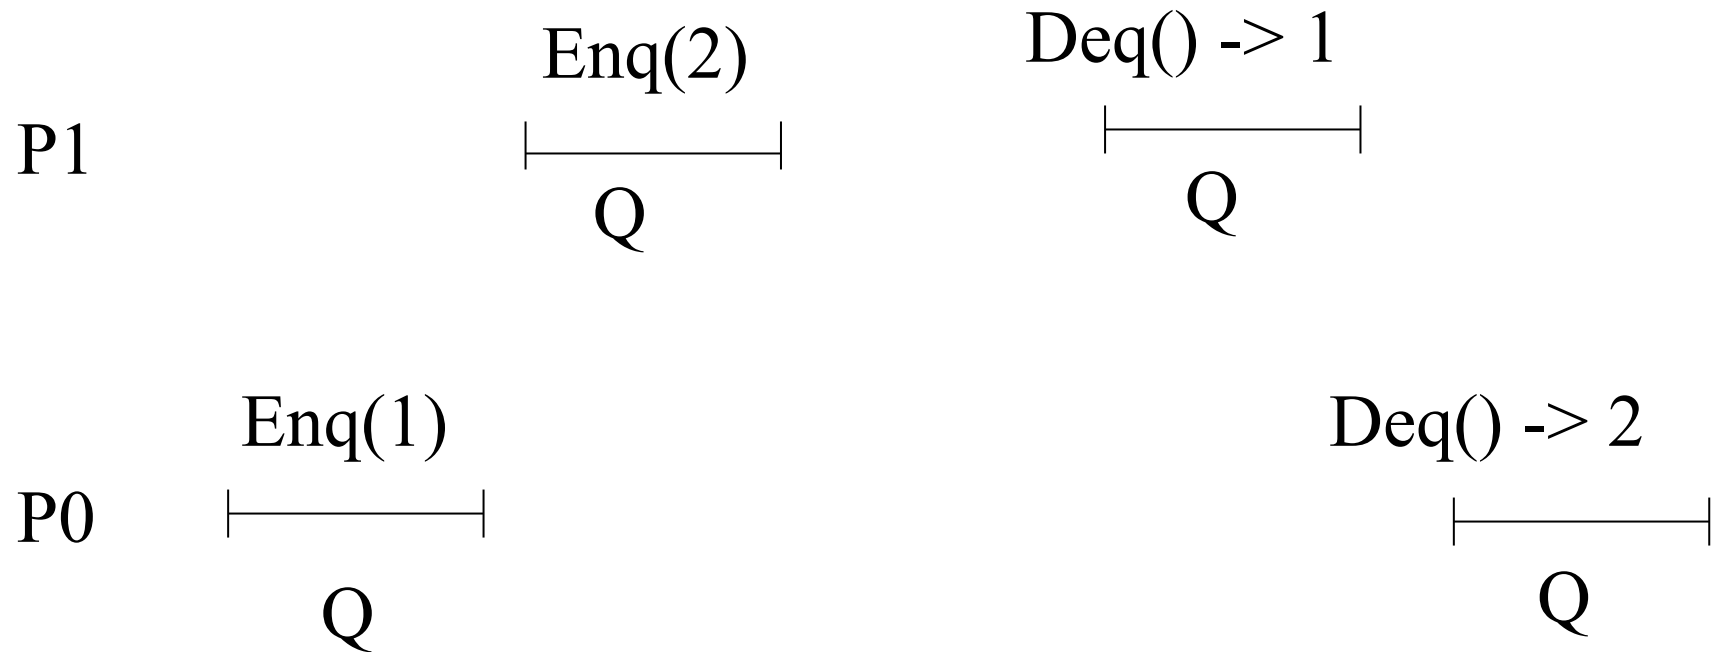 Enq(2)
Deq() -> 1
P1
Q
Q
Enq(1)
Deq() -> 2
P0
Q
Q